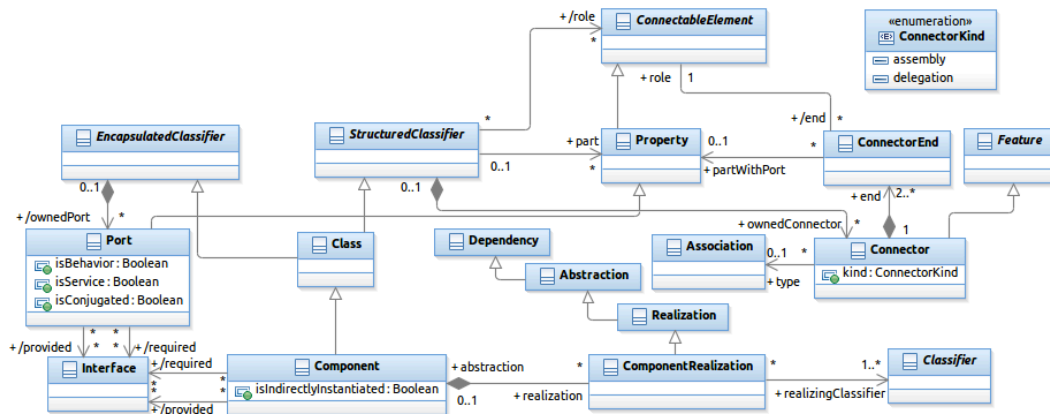 +/role
ConnectableElement
«enumeration»
ConnectorKind
assembly
delegation
*
+ role
1
EncapsulatedClassifier
*
StructuredClassifier
+/end
*
+ part
Property
0..1
*
ConnectorEnd
Feature
0..1
0..1
0..1
*
+ partWithPort
+/ownedPort
*
+ end
2..*
+ ownedConnector
*
1
Port
isBehavior : Boolean
isService : Boolean
isConjugated : Boolean
Class
Dependency
Association
0..1
*
+ type
Connector
kind : ConnectorKind
Abstraction
Realization
*
*
*
*
+/provided
+/required
Interface
+/required
*
*
*
*
+/provided
Component
isIndirectlyInstantiated : Boolean
+ abstraction
0..1
*
+ realization
ComponentRealization
*
1..*
+ realizingClassifier
Classifier